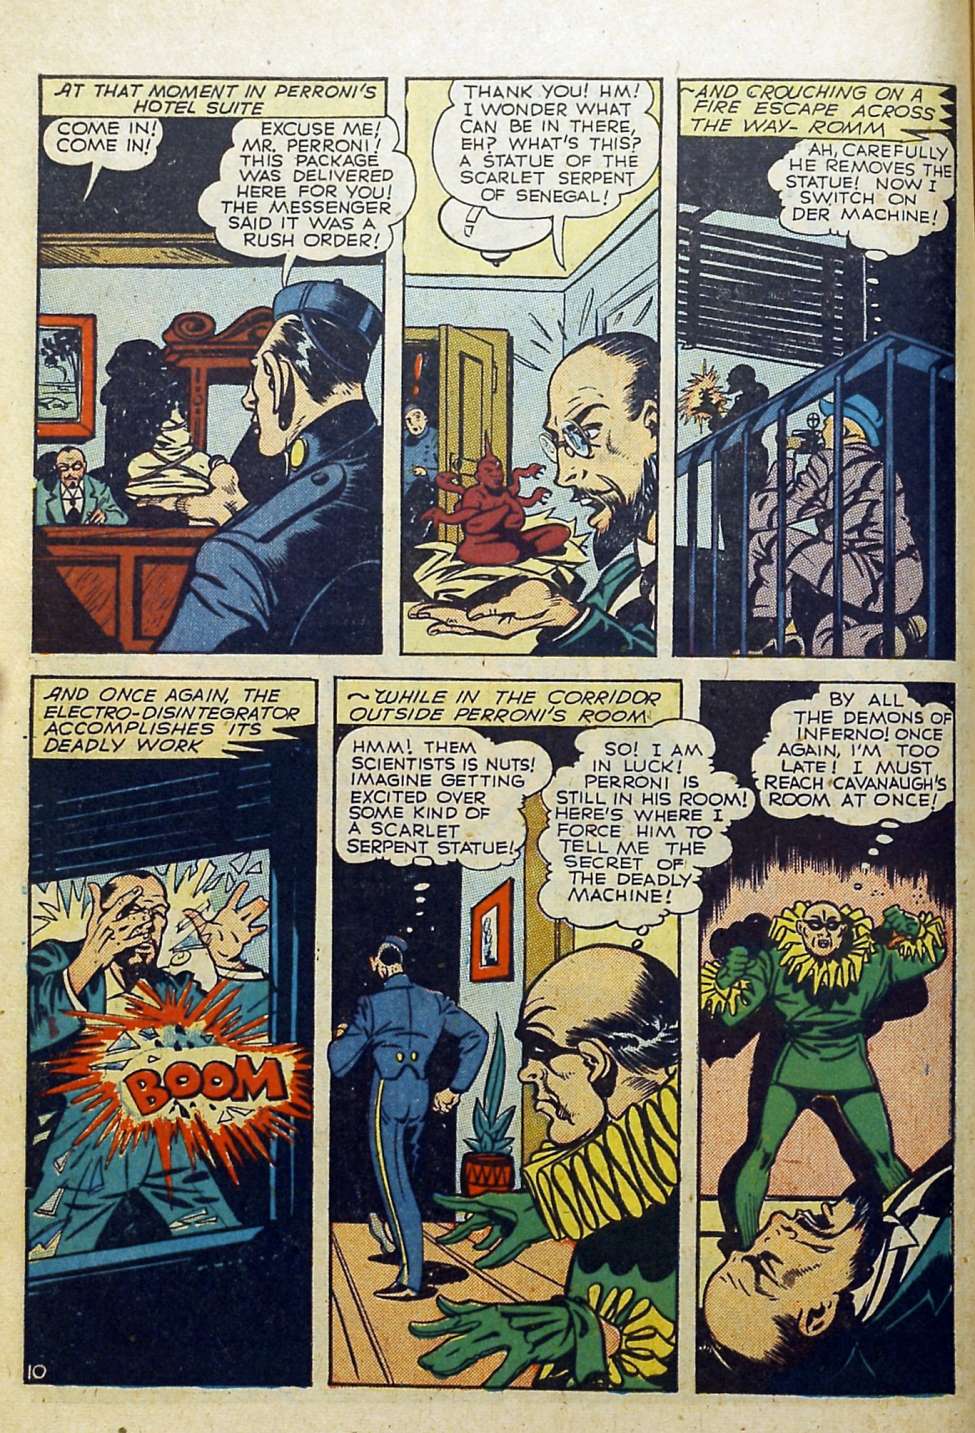 AT THAT MOMENT IN PERRONI'S
HOTEL SUITE
COME IN!
COME IN!
EXCUSE ME!
MR. PERRONI!
THIS PACKAGE
WAS DELIVERED
HERE FOR YOU!
THE MESSENGER
SAID IT WAS A
RUSH ORDER!
THANK YOU! HM!
I WONDER WHAT
CAN BE IN THERE,
EH? WHAT'S THIS?
A STATUE OF THE
SCARLET SERPENT
OF SENEGAL!
!
~AND CROUCHING ON A
FIRE ESCAPE ACROSS
THE WAY- ROMM
AH, CAREFULLY
HE REMOVES THE
STATUE! NOW I
SWITCH ON
DER MACHINE!
AND ONCE AGAIN, THE
ELECTRO-DISINTEGRATOR
ACCOMPLISHES ITS
DEADLY WORK
BOOM
~WHILE IN THE CORRIDOR
OUTSIDE PERRONI'S ROOM
HMM! THEM
SCIENTISTS IS NUTS!
IMAGINE GETTING
EXCITED OVER
SOME KIND OF
A SCARLET
SERPENT STATUE!
SO! I AM
IN LUCK!
PERRONI IS
STILL IN HIS ROOM!
HERE'S WHERE I
FORCE HIM TO
TELL ME THE
SECRET OF
THE DEADLY
MACHINE!
BY ALL
THE DEMONS OF
INFERNO! ONCE
AGAIN, I'M TOO
LATE! I MUST
REACH CAVANAUGH'S
ROOM AT ONCE!
10